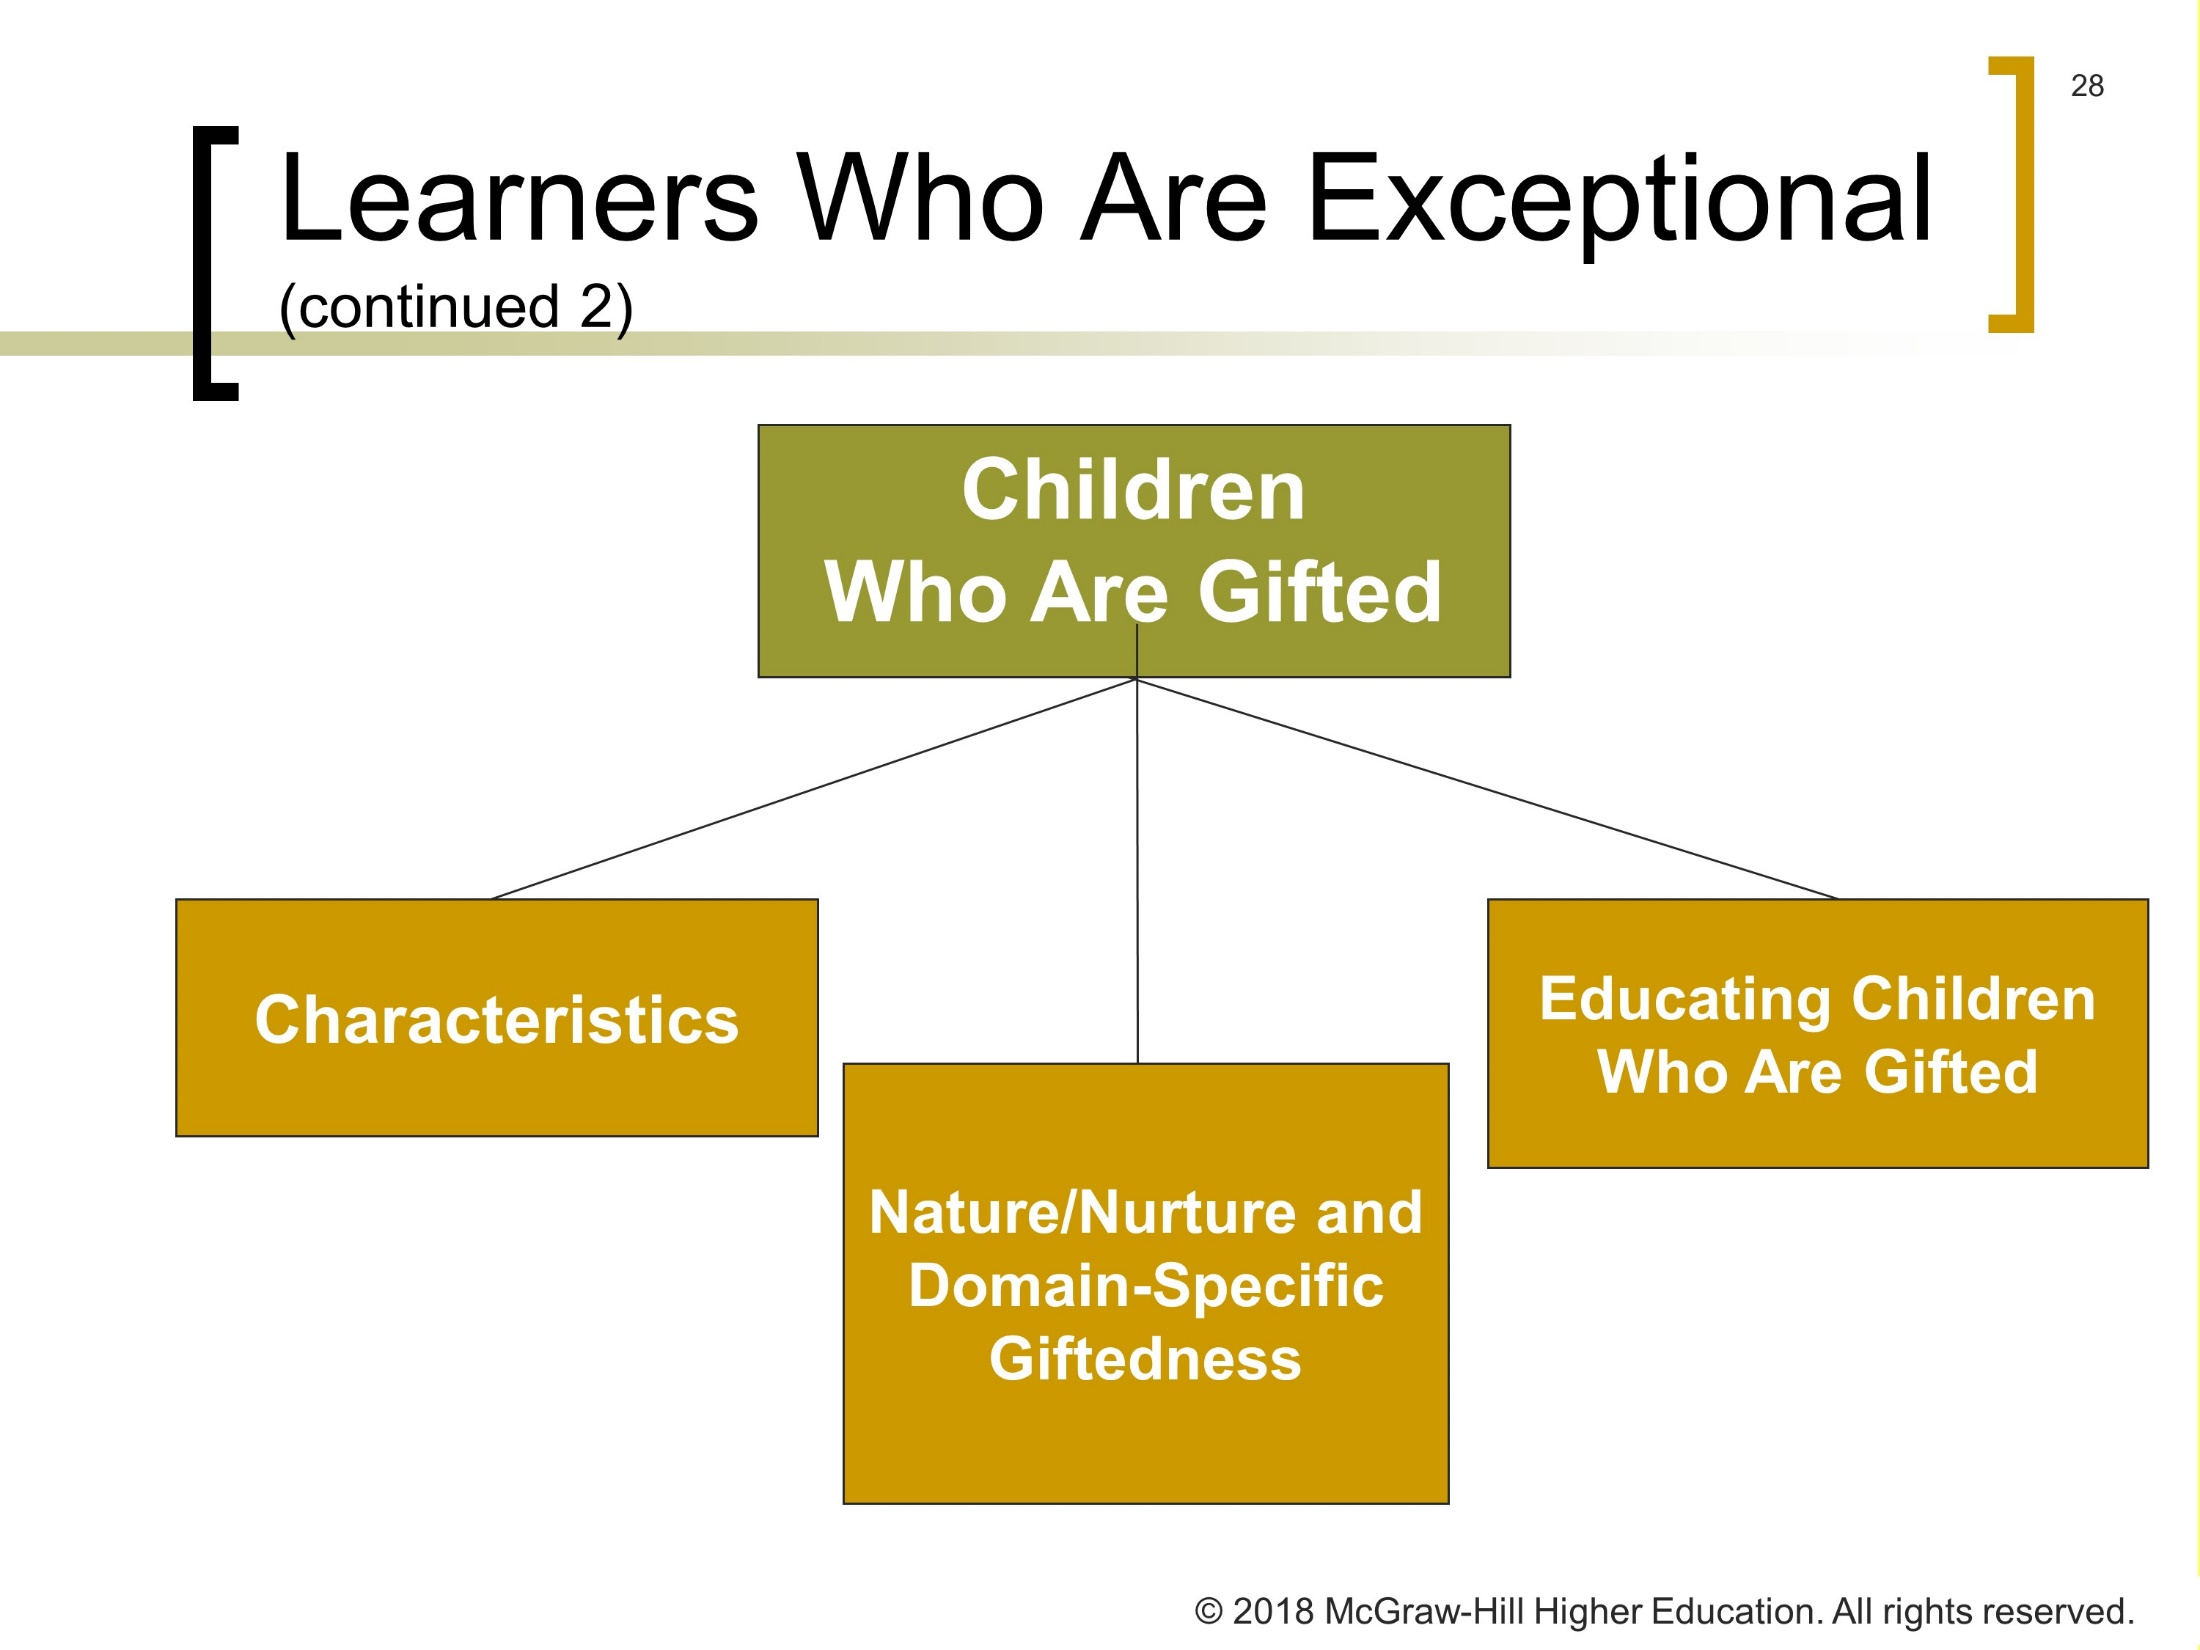 28
Learners Who Are Exceptional
(continued 2)
Children
Who Are Gifted
Characteristics
Nature/Nurture and
Domain-Specific
Giftedness
Educating Children
Who Are Gifted
© 2018 McGraw-Hill Higher Education. All rights reserved.